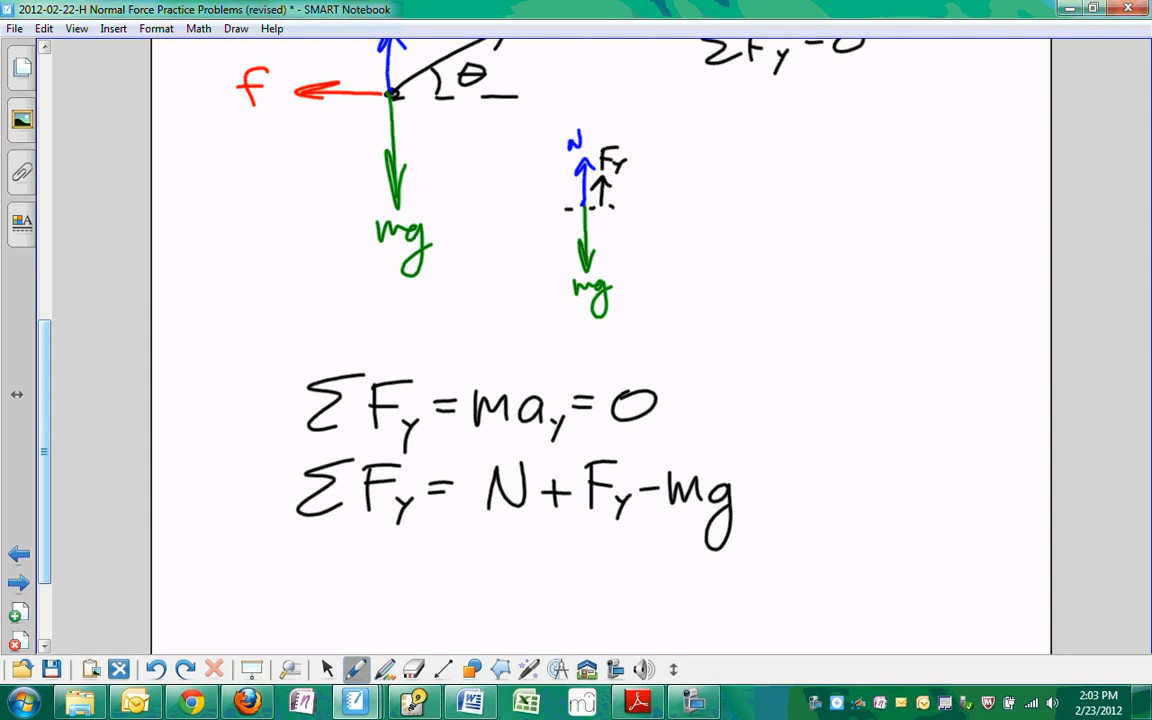 2012-02-22-H Normal Force Practice Problems (revised) * - SMART Notebook
File Edit View Insert Format Math Draw Help
ΣFy = 0
f
θ
mg
N
Fy
mg
ΣFy = may = 0
ΣFy = N + Fy - mg
2:03 PM
2/23/2012